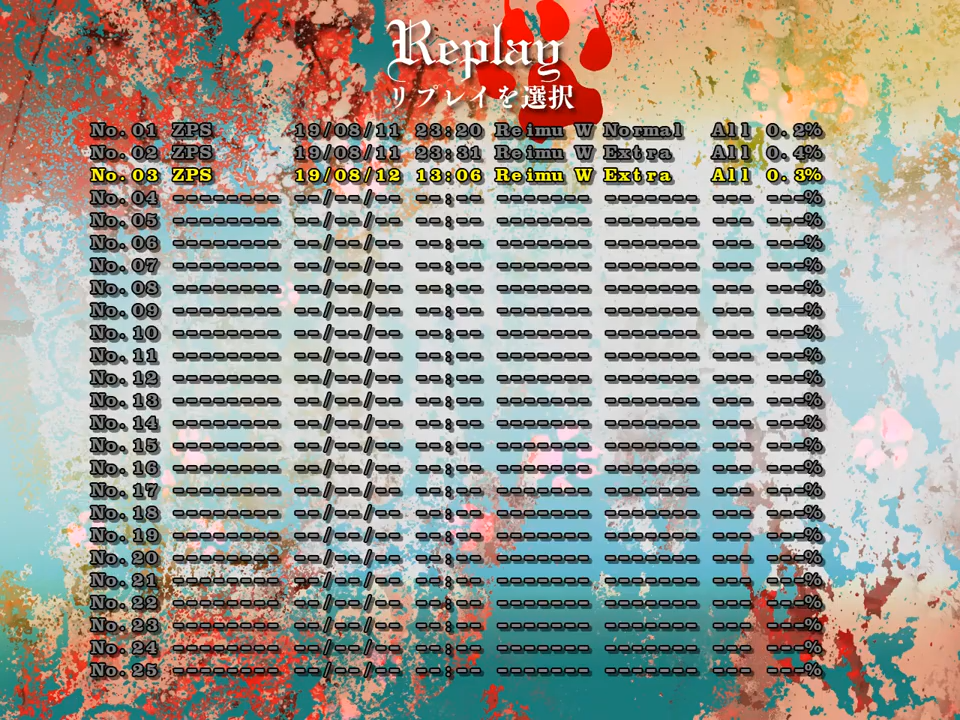 Replay
リプレイを選択
No.01 ZPS 19/08/11 23:20 Reimu W Normal All 0.2%
No.02 ZPS 19/08/11 23:31 Reimu W Extra All 0.4%
No.03 ZPS 19/08/12 13:06 Reimu W Extra All 0.3%
No.04 -------- --/--/-- --:-- ------- ------- --- ---%
No.05 -------- --/--/-- --:-- ------- ------- --- ---%
No.06 -------- --/--/-- --:-- ------- ------- --- ---%
No.07 -------- --/--/-- --:-- ------- ------- --- ---%
No.08 -------- --/--/-- --:-- ------- ------- --- ---%
No.09 -------- --/--/-- --:-- ------- ------- --- ---%
No.10 -------- --/--/-- --:-- ------- ------- --- ---%
No.11 -------- --/--/-- --:-- ------- ------- --- ---%
No.12 -------- --/--/-- --:-- ------- ------- --- ---%
No.13 -------- --/--/-- --:-- ------- ------- --- ---%
No.14 -------- --/--/-- --:-- ------- ------- --- ---%
No.15 -------- --/--/-- --:-- ------- ------- --- ---%
No.16 -------- --/--/-- --:-- ------- ------- --- ---%
No.17 -------- --/--/-- --:-- ------- ------- --- ---%
No.18 -------- --/--/-- --:-- ------- ------- --- ---%
No.19 -------- --/--/-- --:-- ------- ------- --- ---%
No.20 -------- --/--/-- --:-- ------- ------- --- ---%
No.21 -------- --/--/-- --:-- ------- ------- --- ---%
No.22 -------- --/--/-- --:-- ------- ------- --- ---%
No.23 -------- --/--/-- --:-- ------- ------- --- ---%
No.24 -------- --/--/-- --:-- ------- ------- --- ---%
No.25 -------- --/--/-- --:-- ------- ------- --- ---%